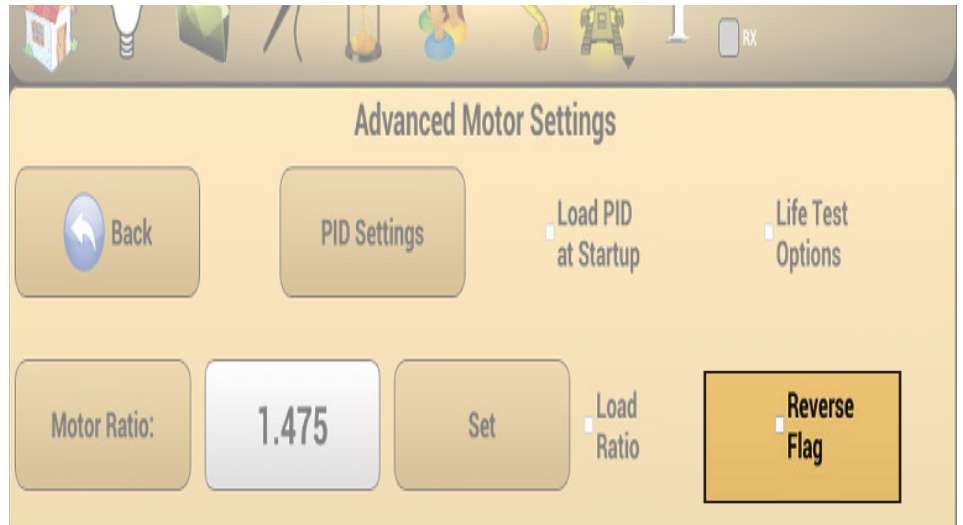 RX
Advanced Motor Settings
Back
PID Settings
Load PID
at Startup
Life Test
Options
Motor Ratio:
1.475
Set
Load
Ratio
Reverse
Flag